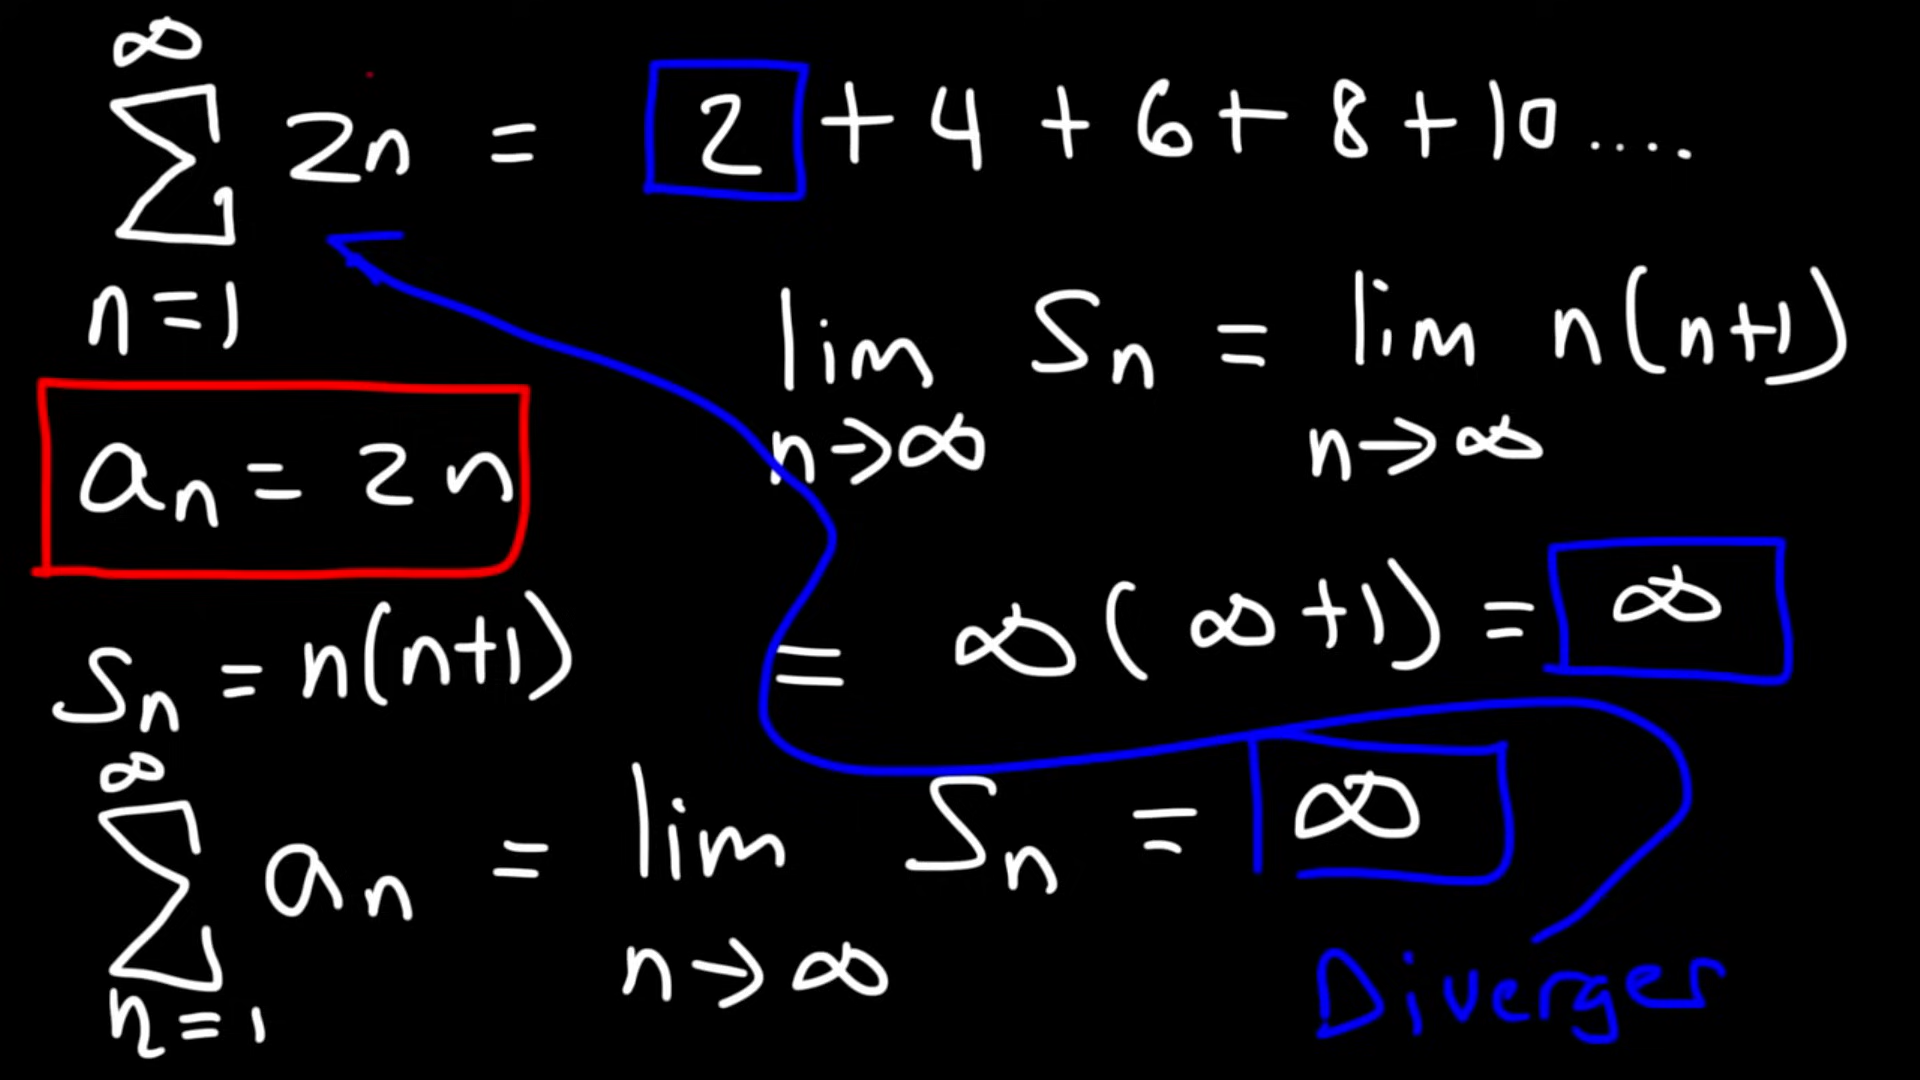 ∞
∑ 2n = 2 + 4 + 6 + 8 + 10 ....
n=1
lim Sn = lim n(n+1)
n→∞ n→∞
an = 2n
= ∞(∞+1) = ∞
Sn = n(n+1)
∞
∑ an = lim Sn = ∞
n=1 n→∞
Diverges